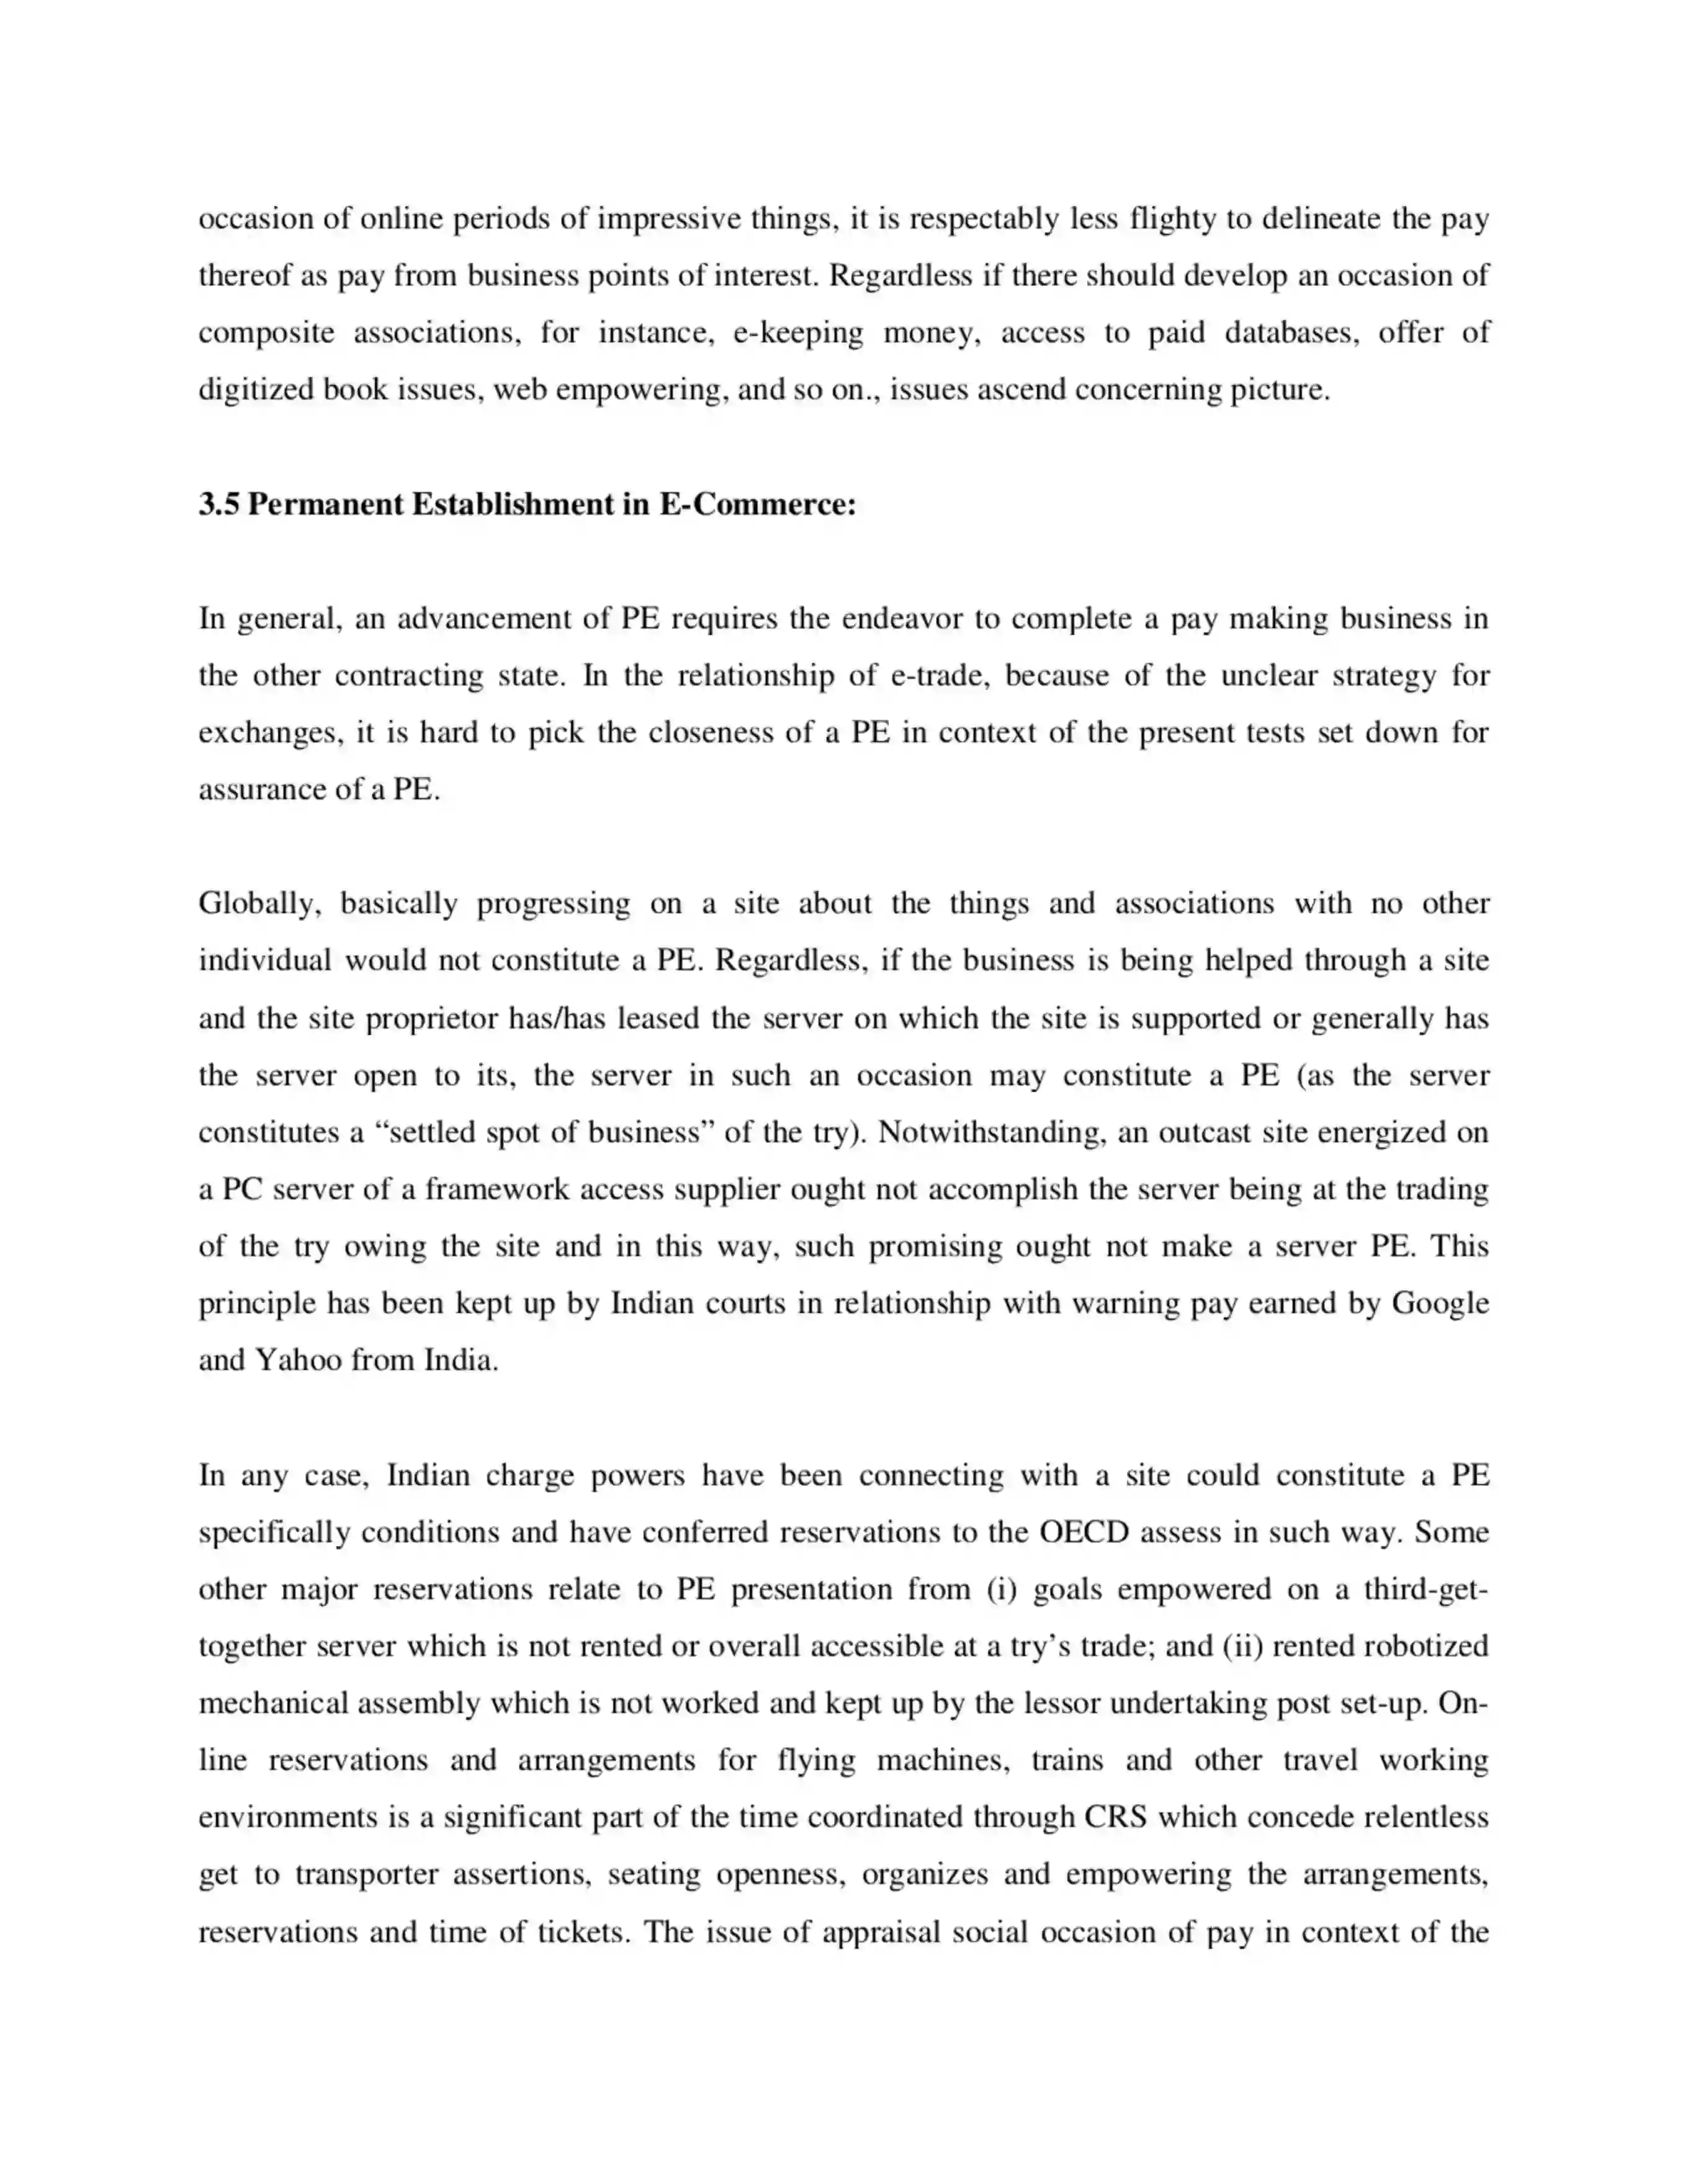 occasion of online periods of impressive things, it is respectably less flighty to delineate the pay
thereof as pay from business points of interest. Regardless if there should develop an occasion of
composite associations, for instance, e-keeping money, access to paid databases, offer of
digitized book issues, web empowering, and so on., issues ascend concerning picture.
3.5 Permanent Establishment in E-Commerce:
In general, an advancement of PE requires the endeavor to complete a pay making business in
the other contracting state. In the relationship of e-trade, because of the unclear strategy for
exchanges, it is hard to pick the closeness of a PE in context of the present tests set down for
assurance of a PE.
Globally, basically progressing on a site about the things and associations with no other
individual would not constitute a PE. Regardless, if the business is being helped through a site
and the site proprietor has/has leased the server on which the site is supported or generally has
the server open to its, the server in such an occasion may constitute a PE (as the server
constitutes a “settled spot of business” of the try). Notwithstanding, an outcast site energized on
a PC server of a framework access supplier ought not accomplish the server being at the trading
of the try owing the site and in this way, such promising ought not make a server PE. This
principle has been kept up by Indian courts in relationship with warning pay earned by Google
and Yahoo from India.
In any case, Indian charge powers have been connecting with a site could constitute a PE
specifically conditions and have conferred reservations to the OECD assess in such way. Some
other major reservations relate to PE presentation from (i) goals empowered on a third-get-
together server which is not rented or overall accessible at a try’s trade; and (ii) rented robotized
mechanical assembly which is not worked and kept up by the lessor undertaking post set-up. On-
line reservations and arrangements for flying machines, trains and other travel working
environments is a significant part of the time coordinated through CRS which concede relentless
get to transporter assertions, seating openness, organizes and empowering the arrangements,
reservations and time of tickets. The issue of appraisal social occasion of pay in context of the